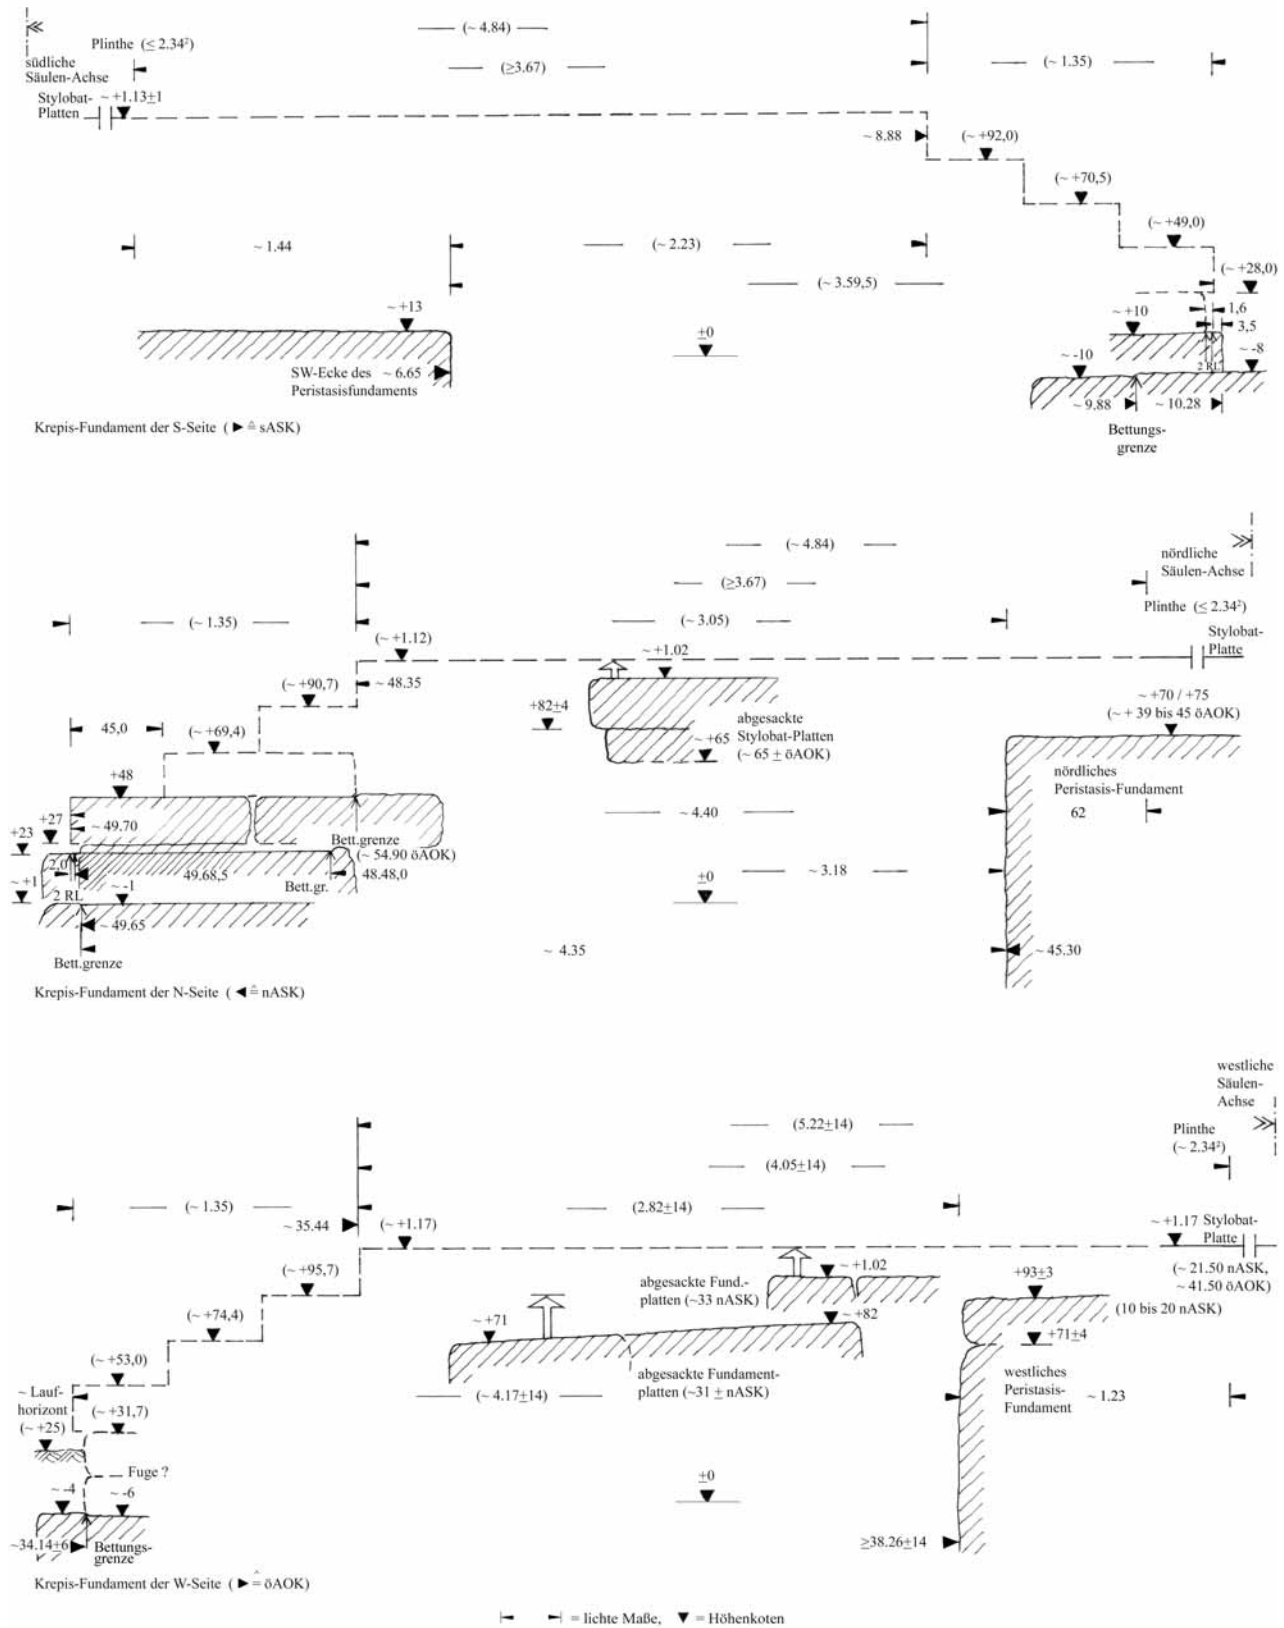 (~ 4.84)
Plinthe (≤ 2.34²)
südliche
Säulen-Achse
(≥3.67)
(~ 1.35)
Stylobat-
Platten
~ +1.13±1
~ 8.88
(~ +92,0)
(~ +70,5)
(~ +49,0)
~ 1.44
(~ 2.23)
(~ +28,0)
(~ 3.59,5)
~ +13
~ +10
1,6
3,5
±0
2 RL
~ -8
~ -10
SW-Ecke des ~ 6.65
Peristasisfundaments
~ 9.88
~ 10.28
Krepis-Fundament der S-Seite ( ▶ ≙ sASK)
Bettungs-
grenze
(~ 4.84)
nördliche
Säulen-Achse
(≥3.67)
Plinthe (≤ 2.34²)
(~ 1.35)
(~ 3.05)
(~ +1.12)
Stylobat-
Platte
~ +1.02
(~ +90,7)
~ 48.35
~ +70 / +75
(~ + 39 bis 45 öAOK)
+82±4
abgesackte
Stylobat-Platten
(~ 65 ± öAOK)
45,0
(~ +69,4)
~ +65
+48
nördliches
Peristasis-Fundament
62
+27
~ 49.70
~ 4.40
+23
Bett.grenze
(~ 54.90 öAOK)
2,0
49.68,5
48.48,0
~ 3.18
Bett.gr.
~ +1
~ -1
±0
2 RL
~ 49.65
~ 4.35
~ 45.30
Bett.grenze
Krepis-Fundament der N-Seite ( ◀ ≙ nASK)
westliche
Säulen-
Achse
(5.22±14)
Plinthe
(~ 2.34²)
(4.05±14)
(~ 1.35)
(2.82±14)
~ 35.44
(~ +1.17)
~ +1.17 Stylobat-
Platte
(~ 21.50 nASK,
~ 41.50 öAOK)
(~ +95,7)
abgesackte Fund.-
platten (~33 nASK)
~ +1.02
+93±3
(10 bis 20 nASK)
(~ +74,4)
~ +71
~ +82
+71±4
(~ +53,0)
abgesackte Fundament-
platten (~31 ± nASK)
westliches
Peristasis-
Fundament
~ 1.23
~ Lauf-
horizont
(~ +25)
(~ +31,7)
(~ 4.17±14)
Fuge ?
±0
~ -4
~ -6
~34.14±6
Bettungs-
grenze
≥38.26±14
Krepis-Fundament der W-Seite ( ▶ ≙ öAOK)
= lichte Maße, ▼ = Höhenkoten